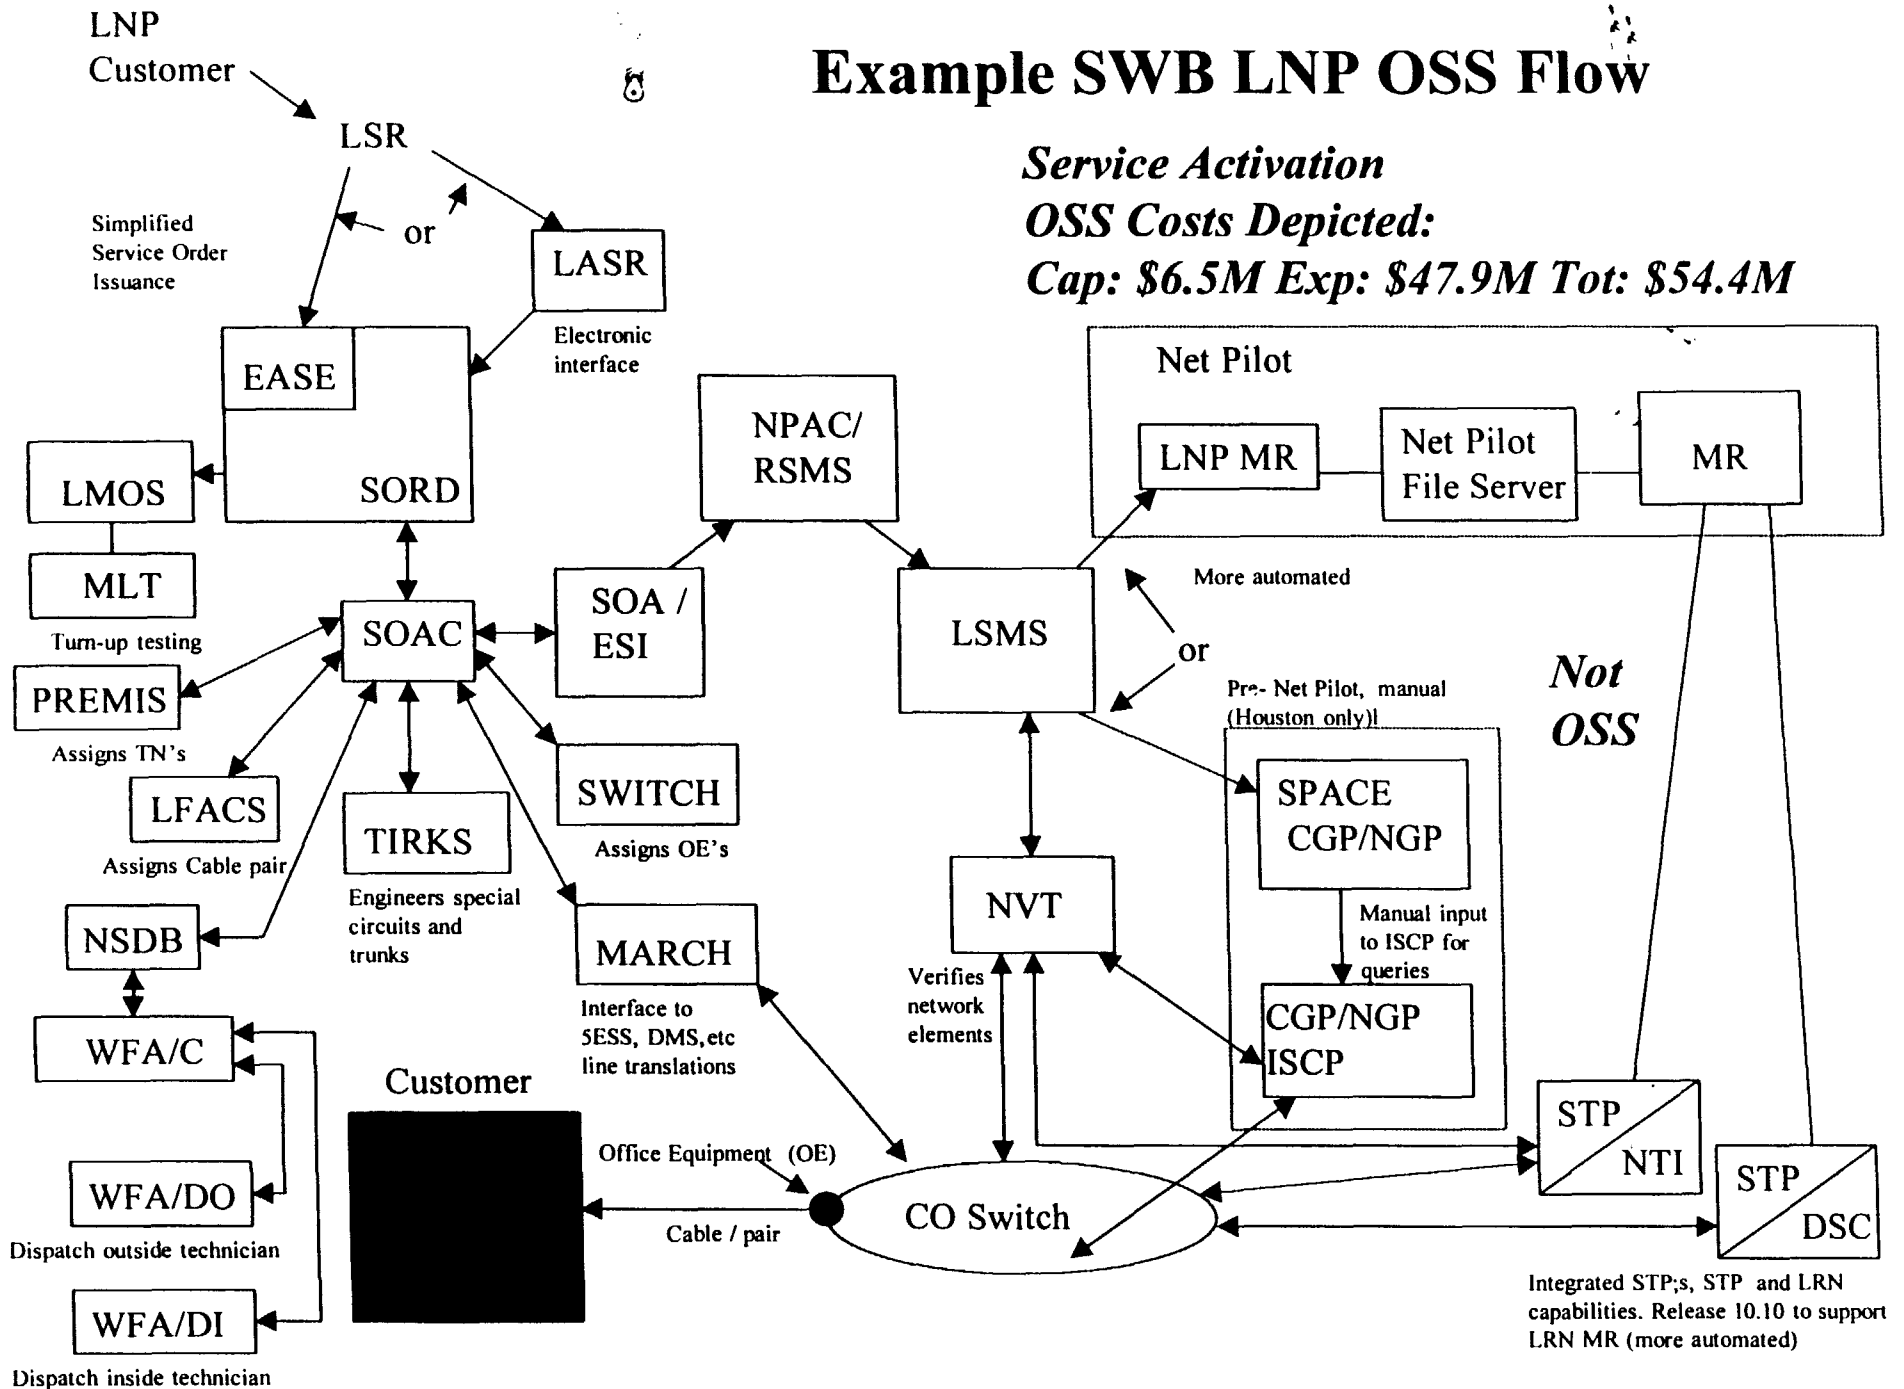 LNP
Customer
Example SWB LNP OSS Flow
LSR
Service Activation
OSS Costs Depicted:
Cap: $6.5M Exp: $47.9M Tot: $54.4M
Simplified
Service Order
Issuance
or
LASR
Electronic
interface
EASE
SORD
LMOS
MLT
Turn-up testing
NPAC/
RSMS
Net Pilot
LNP MR
Net Pilot
File Server
MR
SOAC
SOA /
ESI
LSMS
More automated
or
Not
OSS
PREMIS
Assigns TN's
LFACS
Assigns Cable pair
TIRKS
Engineers special
circuits and
trunks
SWITCH
Assigns OE's
Pre- Net Pilot, manual
(Houston only)l
SPACE
CGP/NGP
Manual input
to ISCP for
queries
CGP/NGP
ISCP
NVT
Verifies
network
elements
NSDB
MARCH
Interface to
5ESS, DMS,etc
line translations
WFA/C
WFA/DO
Dispatch outside technician
WFA/DI
Dispatch inside technician
Customer
Office Equipment (OE)
Cable / pair
CO Switch
STP
NTI
STP
DSC
Integrated STP;s, STP and LRN
capabilities. Release 10.10 to support
LRN MR (more automated)